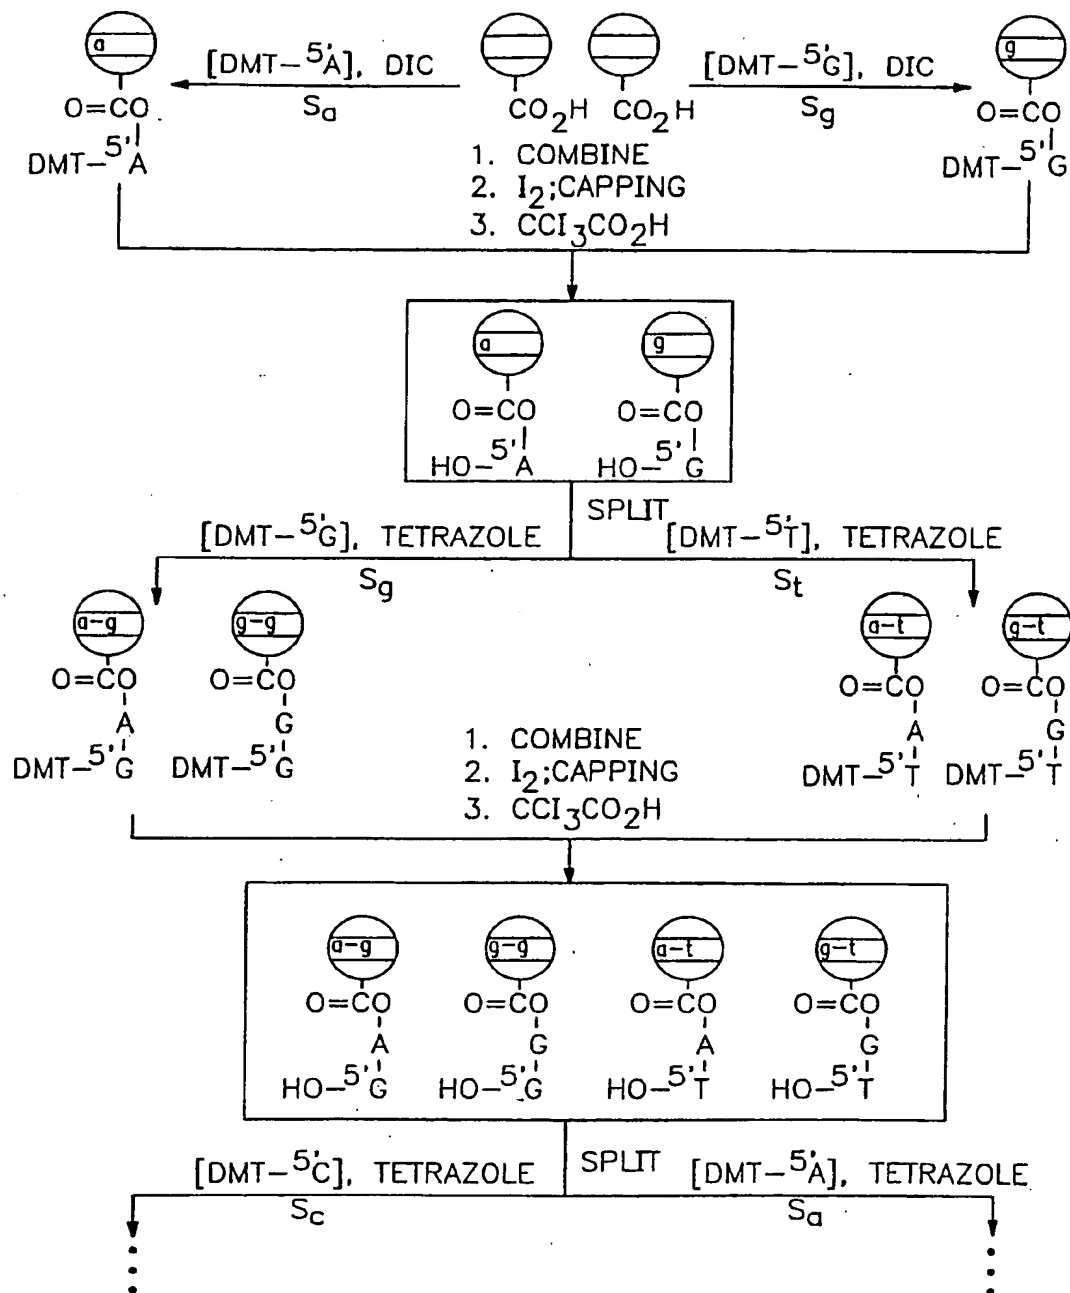 a
g
[DMT-5'A], DIC
[DMT-5'G], DIC
Sa
Sg
CO2H CO2H
O=CO
O=CO
DMT-5'A
DMT-5'G
1. COMBINE
2. I2;CAPPING
3. CCl3CO2H
a
g
O=CO
O=CO
HO-5'A
HO-5'G
SPLIT
[DMT-5'G], TETRAZOLE
[DMT-5'T], TETRAZOLE
Sg
St
a-g
g-g
a-t
g-t
O=CO
O=CO
O=CO
O=CO
A
G
A
G
DMT-5'G
DMT-5'G
DMT-5'T
DMT-5'T
1. COMBINE
2. I2;CAPPING
3. CCl3CO2H
a-g
g-g
a-t
g-t
O=CO
O=CO
O=CO
O=CO
A
G
A
G
HO-5'G
HO-5'G
HO-5'T
HO-5'T
SPLIT
[DMT-5'C], TETRAZOLE
[DMT-5'A], TETRAZOLE
Sc
Sa